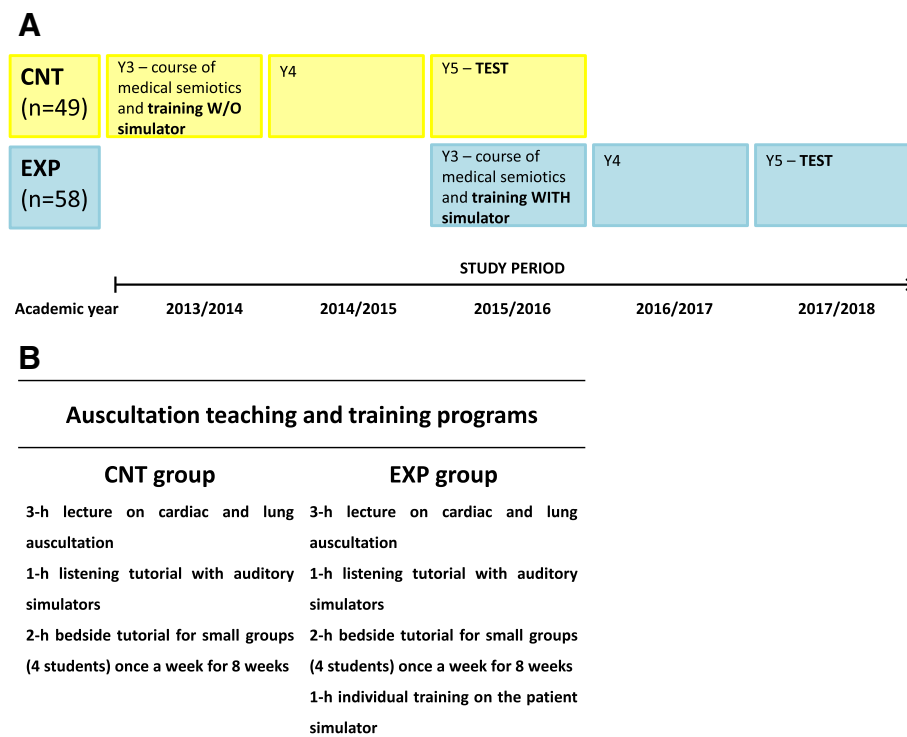 A
CNT
(n=49)
Y3 – course of
medical semiotics
and training W/O
simulator
Y4
Y5 – TEST
EXP
(n=58)
Y3 – course of
medical semiotics
and training WITH
simulator
Y4
Y5 – TEST
STUDY PERIOD
Academic year 2013/2014 2014/2015 2015/2016 2016/2017 2017/2018
B
Auscultation teaching and training programs
CNT group
3-h lecture on cardiac and lung
auscultation
1-h listening tutorial with auditory
simulators
2-h bedside tutorial for small groups
(4 students) once a week for 8 weeks
EXP group
3-h lecture on cardiac and lung
auscultation
1-h listening tutorial with auditory
simulators
2-h bedside tutorial for small groups
(4 students) once a week for 8 weeks
1-h individual training on the patient
simulator